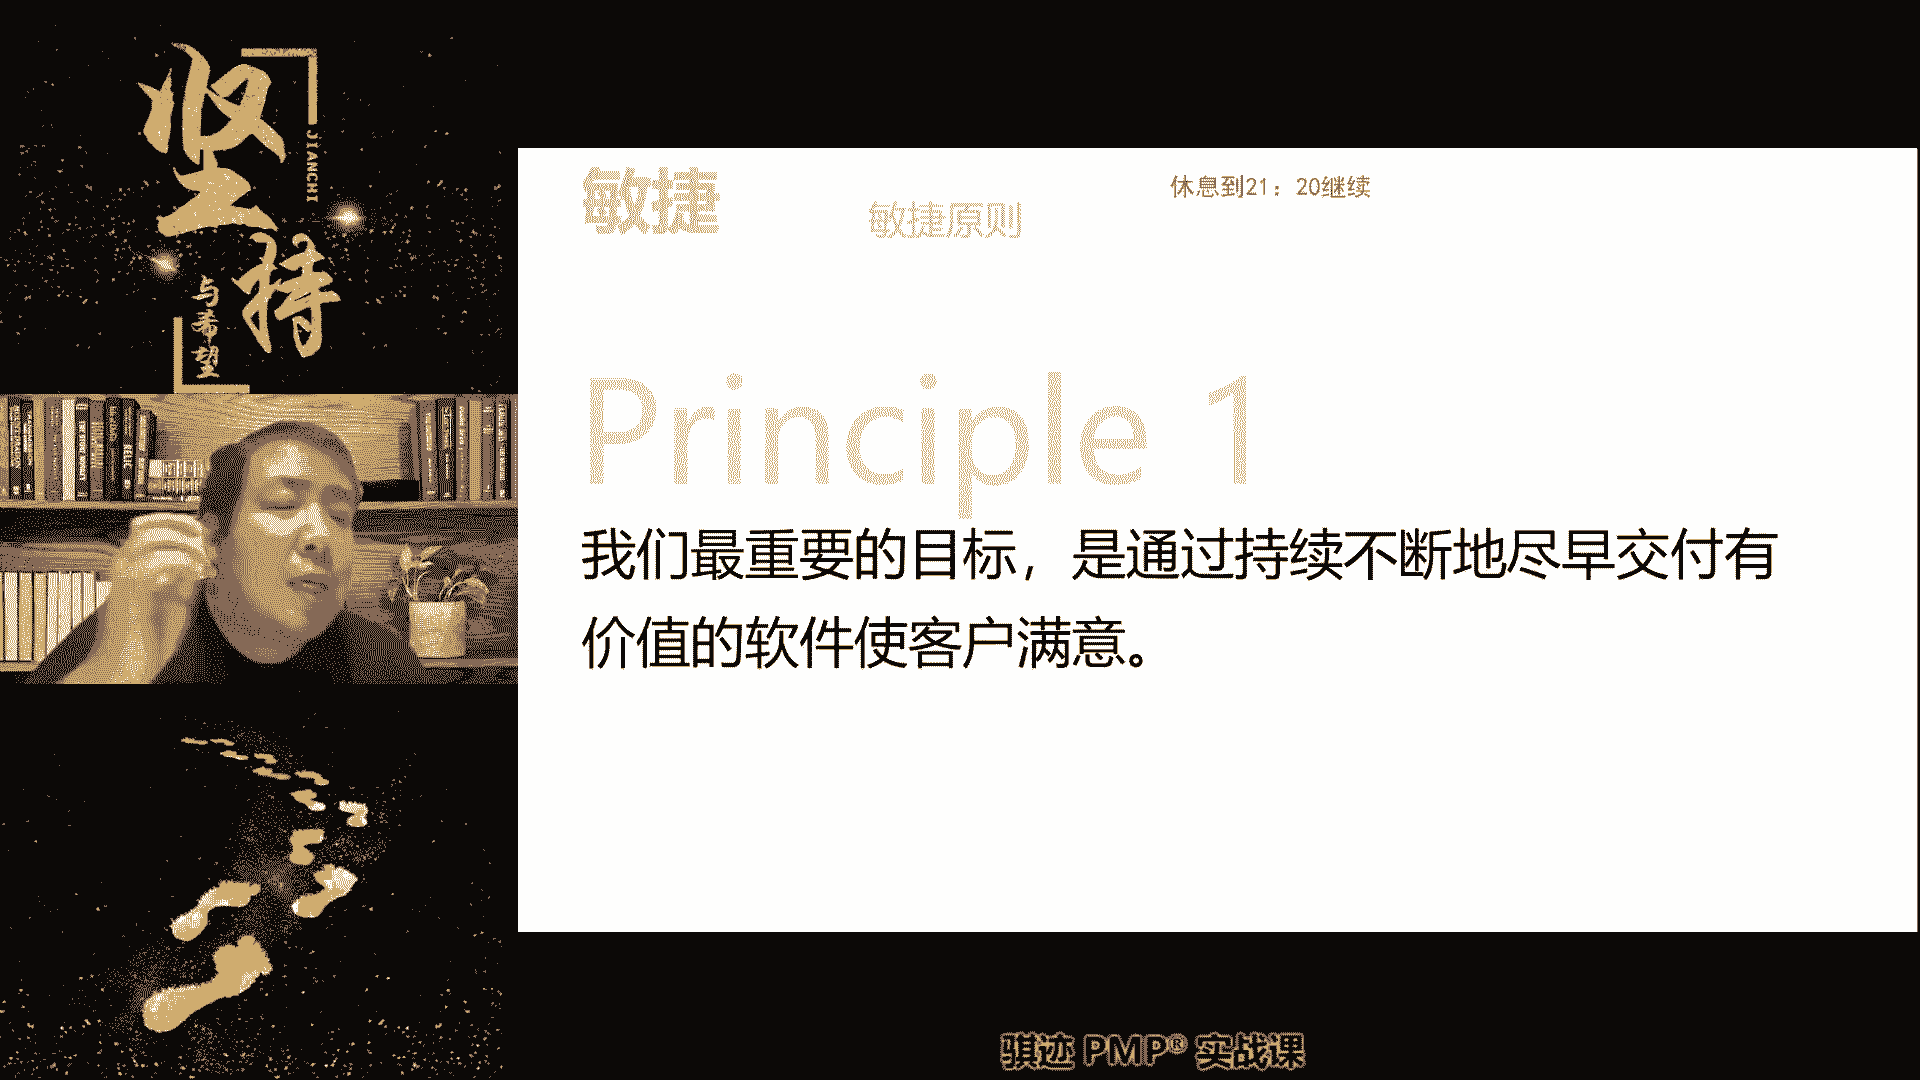 坚持
JIANCHI
与希望
敏捷
敏捷原则
休息到21：20继续
Principle 1
我们最重要的目标，是通过持续不断地尽早交付有
价值的软件使客户满意。
骐迹 PMP® 实战课